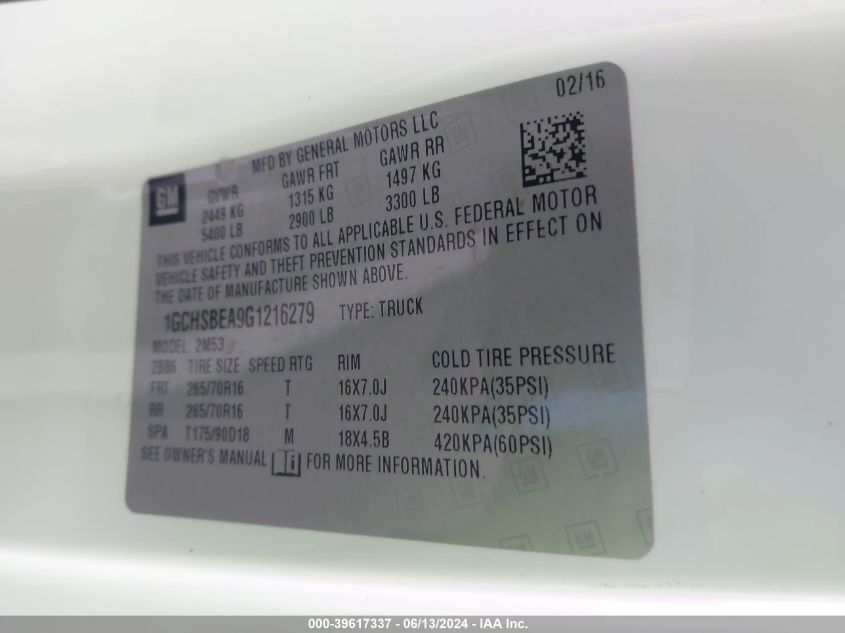 02/16
MFD BY GENERAL MOTORS LLC
GM
GVWR GAWR FRT GAWR RR
2449 KG 1315 KG 1497 KG
5400 LB 2900 LB 3300 LB
THIS VEHICLE CONFORMS TO ALL APPLICABLE U.S. FEDERAL MOTOR
VEHICLE SAFETY AND THEFT PREVENTION STANDARDS IN EFFECT ON
THE DATE OF MANUFACTURE SHOWN ABOVE.
1GCHSBEA9G1216279 TYPE: TRUCK
MODEL: 2M53
2BB6 TIRE SIZE SPEED RTG RIM COLD TIRE PRESSURE
FRT 265/70R16 T 16X7.0J 240KPA(35PSI)
RR 265/70R16 T 16X7.0J 240KPA(35PSI)
SPA T175/90D18 M 18X4.5B 420KPA(60PSI)
SEE OWNER'S MANUAL FOR MORE INFORMATION.
000-39617337 - 06/13/2024 - IAA Inc.